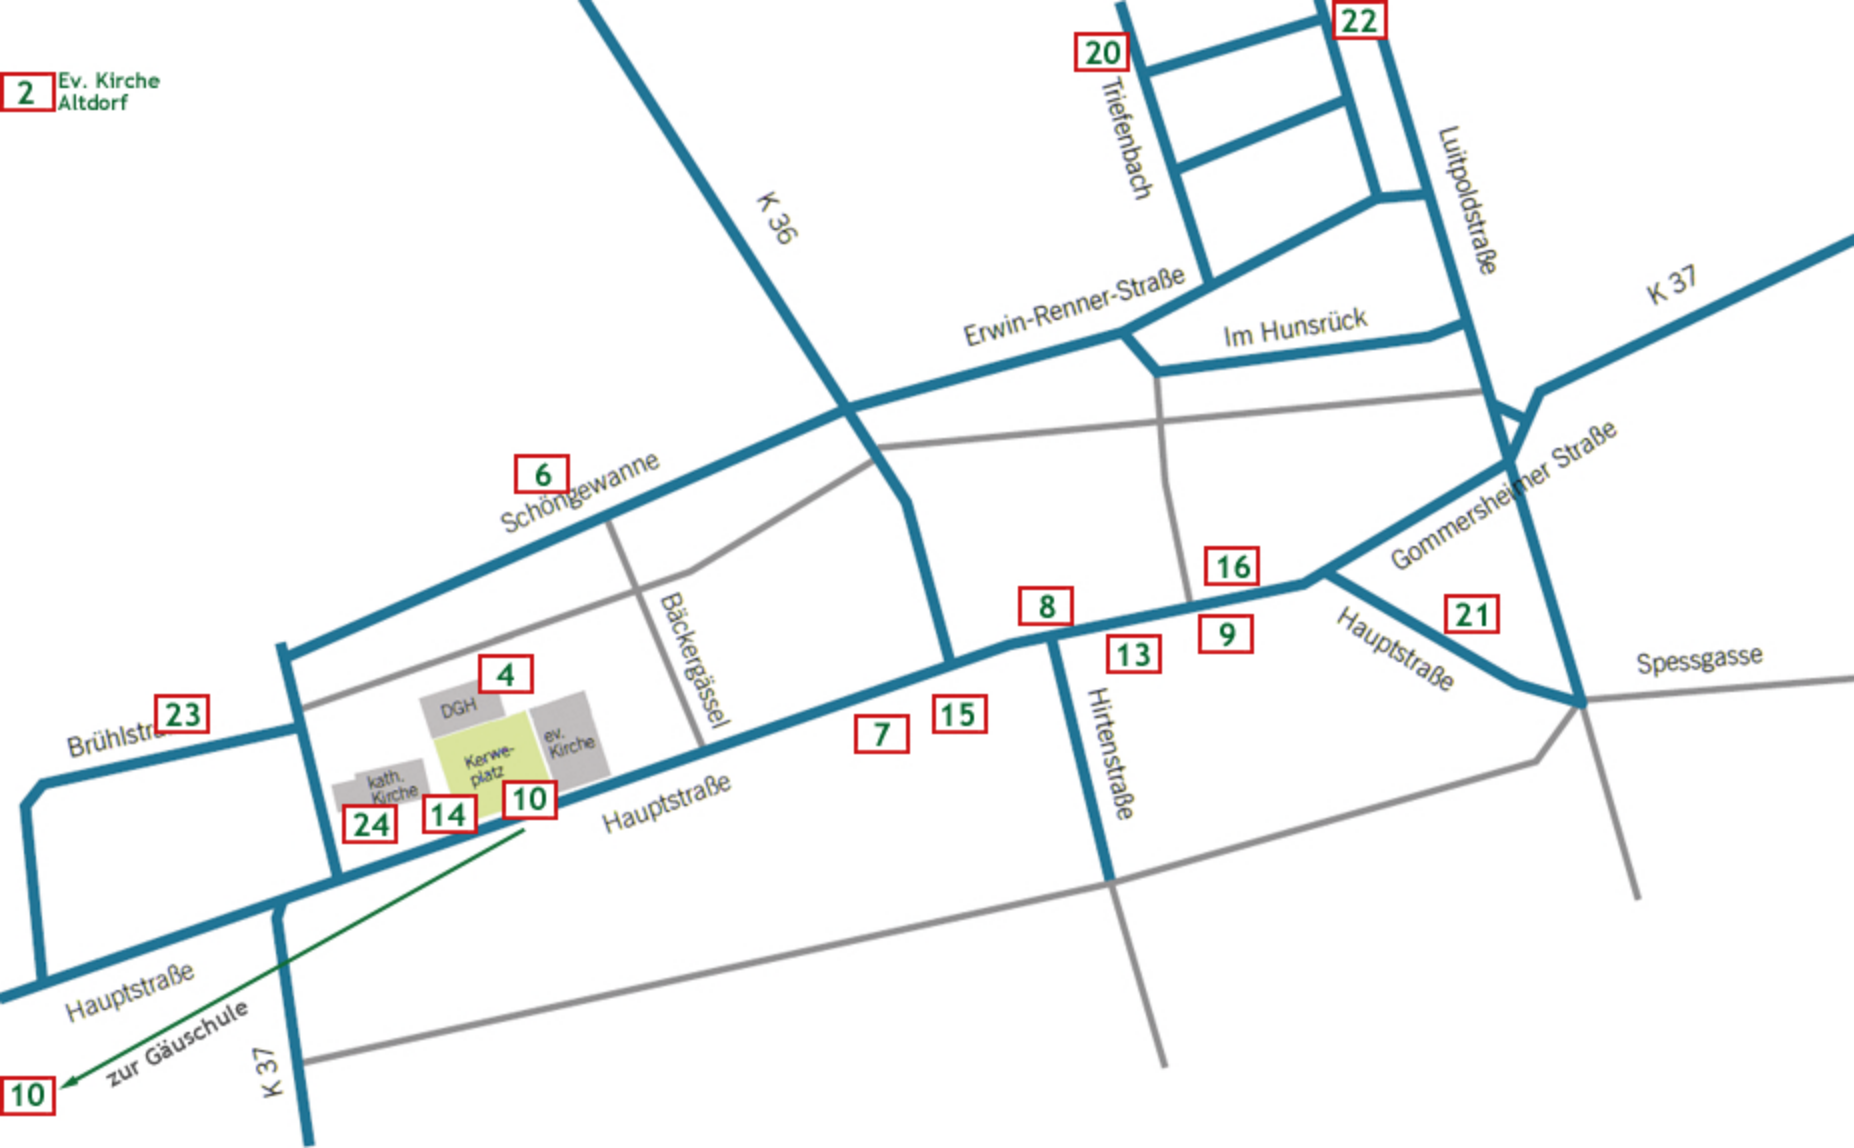 22
20
2 Ev. Kirche
Altdorf
Triefenbach
Luitpoldstraße
K 36
K 37
Erwin-Renner-Straße
Im Hunsrück
6
Schöngewanne
Gommersheimer Straße
16
8
21
9
13
Bäckergässel
Hauptstraße
Spessgasse
4
DGH
23
15
7
Hirtenstraße
ev.
Kirche
Kerwe-
platz
kath.
Kirche
10
14
24
Hauptstraße
Hauptstraße
zur Gäuschule
K 37
10